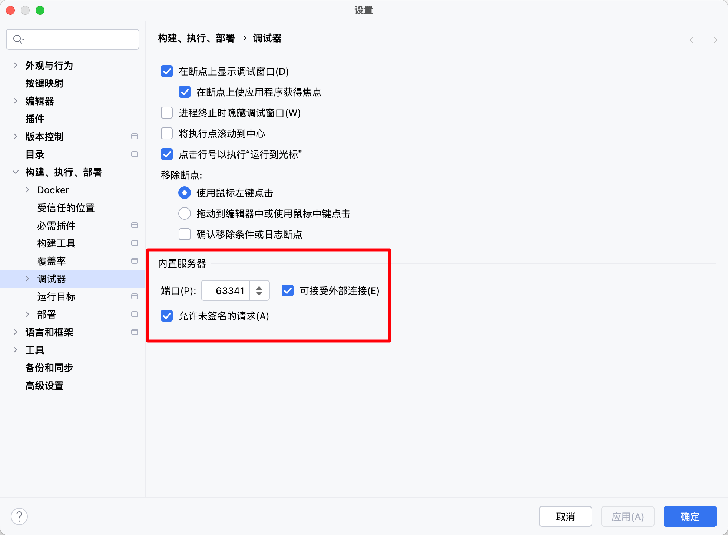 设置
外观与行为
按键映射
编辑器
插件
版本控制
目录
构建、执行、部署
Docker
受信任的位置
必需插件
构建工具
覆盖率
调试器
运行目标
部署
语言和框架
工具
备份和同步
高级设置
构建、执行、部署 › 调试器
在断点上显示调试窗口(D)
在断点上使应用程序获得焦点
进程终止时隐藏调试窗口(W)
将执行点滚动到中心
点击行号以执行“运行到光标”
移除断点:
使用鼠标左键点击
拖动到编辑器中或使用鼠标中键点击
确认移除条件或日志断点
内置服务器
端口(P): 63341 可接受外部连接(E)
允许未签名的请求(A)
? 取消 应用(A) 确定